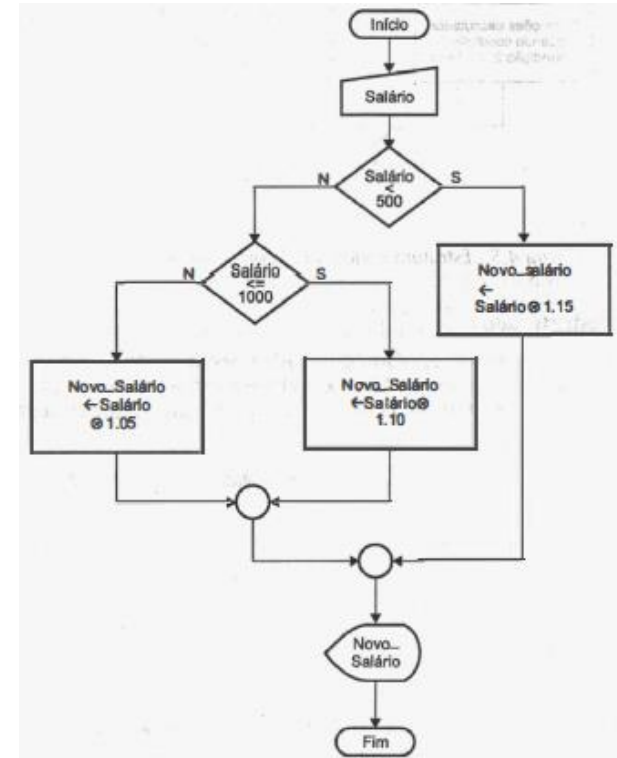 Início
Salário
Salário
<
500
N
S
Salário
<=
1000
N
S
Novo_salário
←
Salário⊗1.15
Novo_Salário
←Salário
⊗1.05
Novo_Salário
←Salário⊗
1.10
Novo_
Salário
Fim